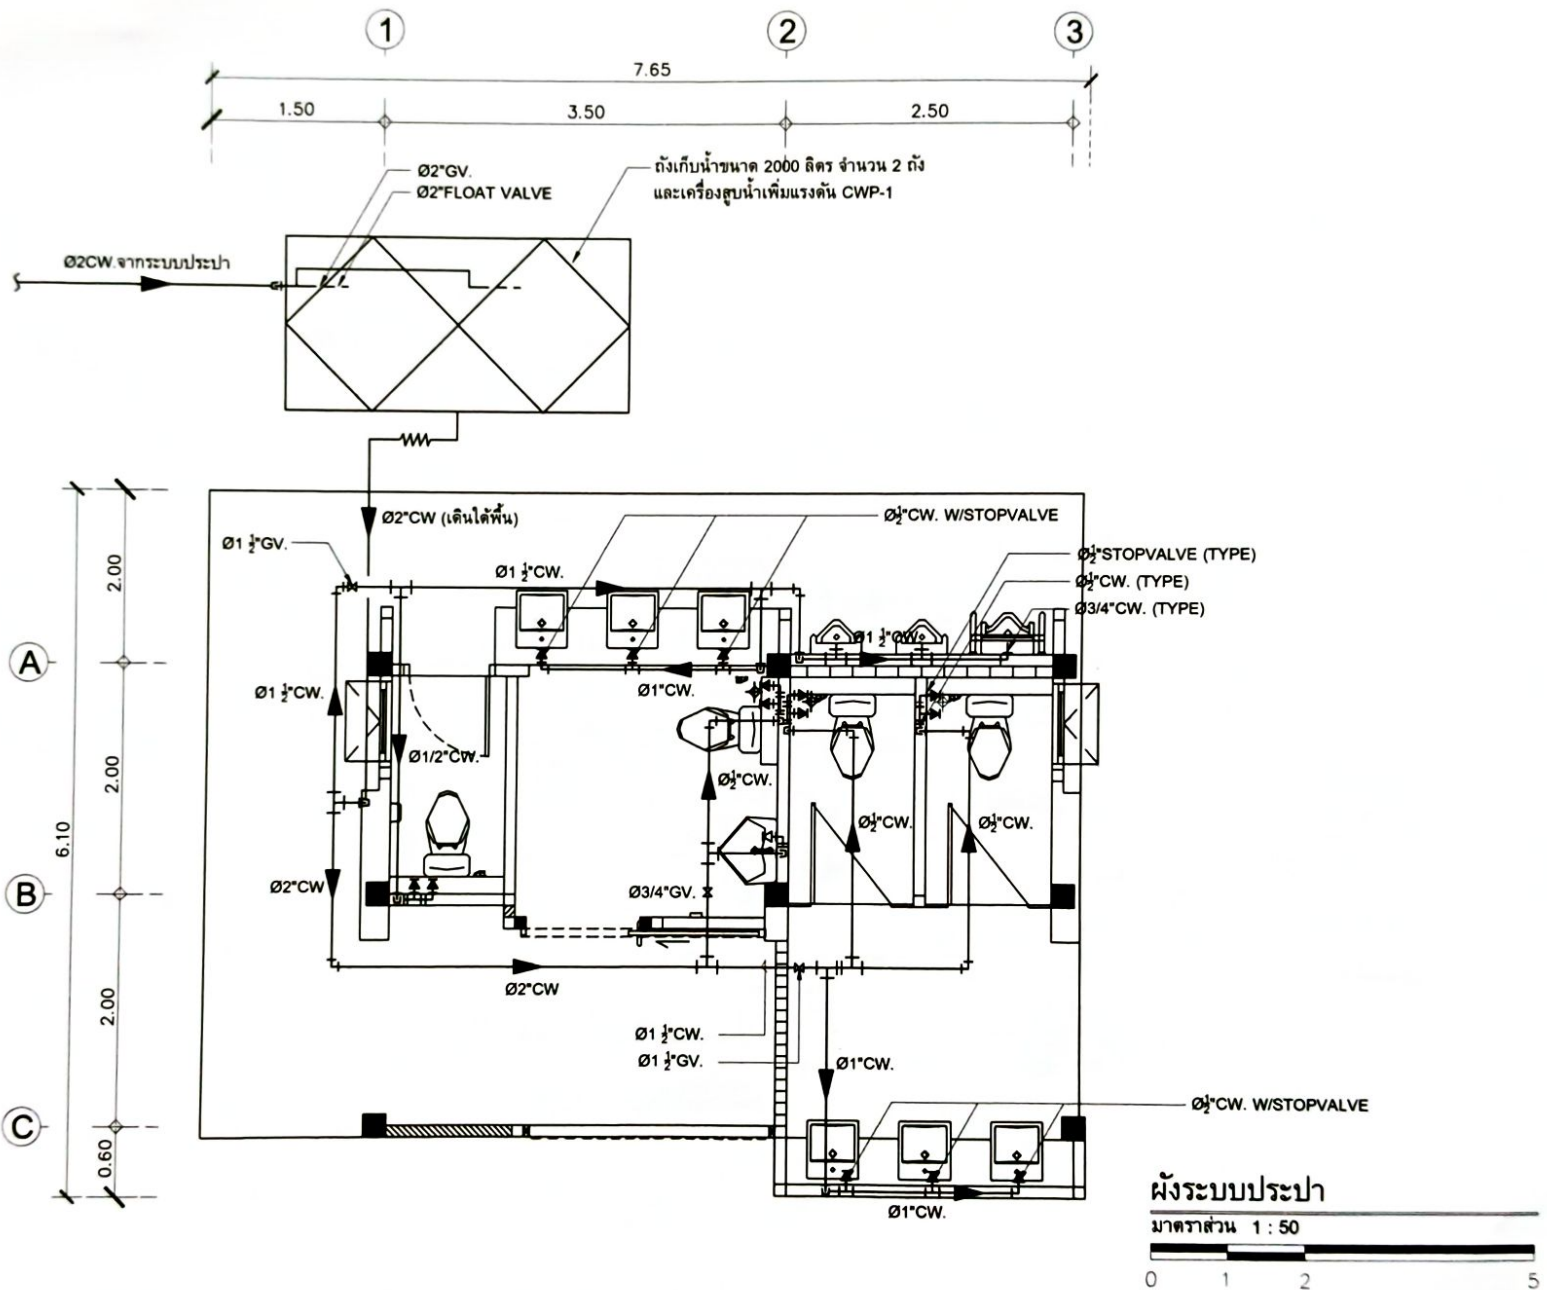 1
2
3
7.65
1.50
3.50
2.50
Ø2"GV.
Ø2"FLOAT VALVE
ถังเก็บน้ำขนาด 2000 ลิตร จำนวน 2 ถัง
และเครื่องสูบน้ำเพิ่มแรงดัน CWP-1
Ø2CW.จากระบบประปา
Ø2"CW (เดินใต้พื้น)
Ø½"CW. W/STOPVALVE
Ø1 ½"GV.
Ø1 ½"CW.
Ø½"STOPVALVE (TYPE)
Ø½"CW. (TYPE)
Ø3/4"CW. (TYPE)
2.00
A
Ø1 ½"CW.
Ø1 ½"CW.
Ø1"CW.
Ø1/2"CW.
2.00
Ø½"CW.
Ø½"CW.
Ø½"CW.
6.10
B
Ø2"CW
Ø3/4"GV.
Ø2"CW
2.00
Ø1 ½"CW.
Ø1 ½"GV.
Ø1"CW.
C
Ø½"CW. W/STOPVALVE
0.60
Ø1"CW.
ผังระบบประปา
มาตราส่วน 1 : 50
0 1 2 5